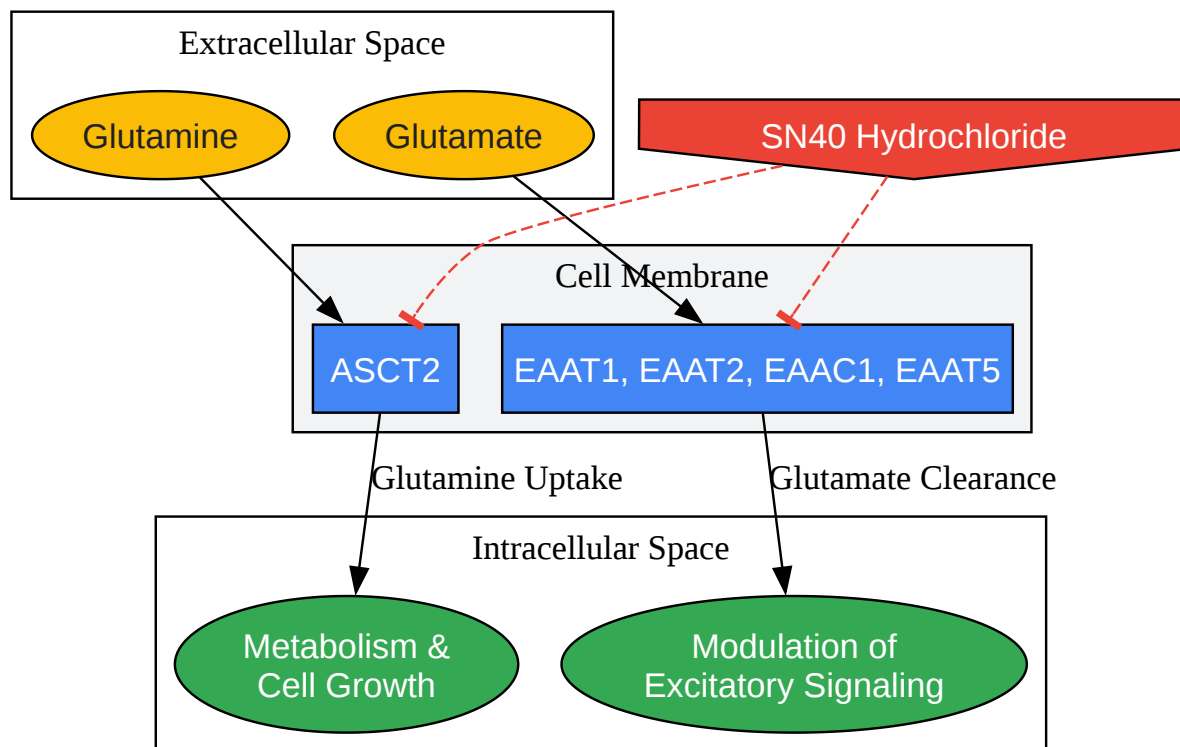 Extracellular Space
Glutamine
Glutamate
SN40 Hydrochloride
Cell Membrane
ASCT2
EAAT1, EAAT2, EAAC1, EAAT5
Glutamine Uptake
Glutamate Clearance
Intracellular Space
Metabolism &
Cell Growth
Modulation of
Excitatory Signaling